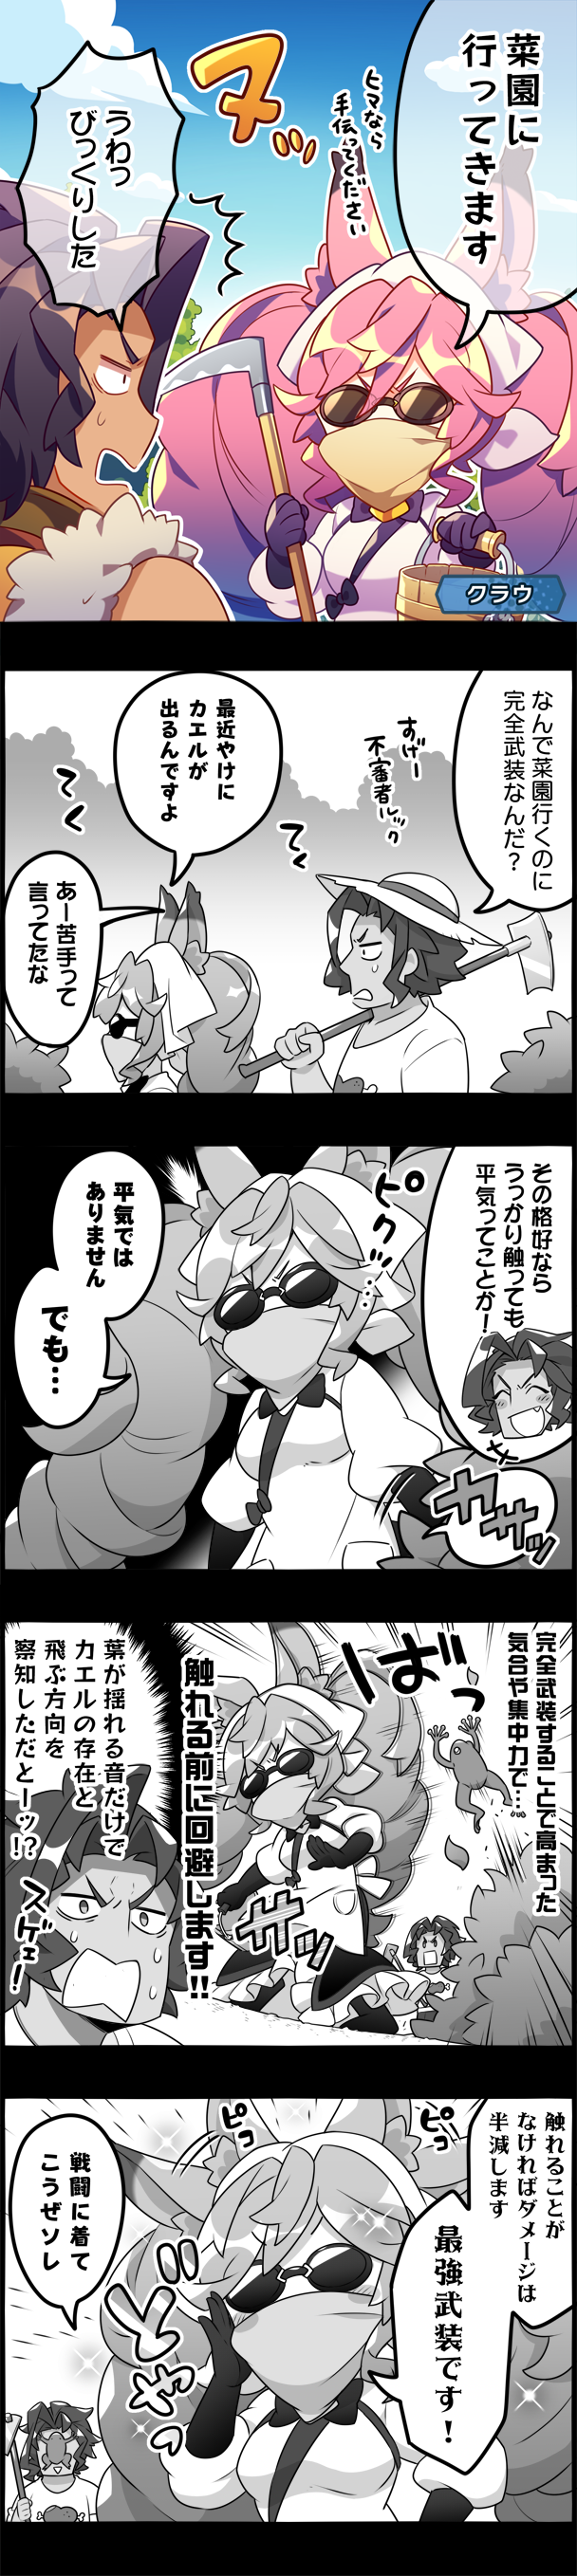 菜園に
行ってきます
ヒマなら
手伝ってください
ヌッ
うわっ
びっくりした
クラウ
なんで菜園行くのに
完全武装なんだ？
すげー
不審者ルック
最近やけに
カエルが
出るんですよ
てく
てく
あー苦手って
言ってたな
その格好なら
うっかり触っても
平気ってことか！
ピクッ…
カサッ
平気では
ありません
でも…
完全武装することで高まった
気合や集中力で…
ばっ
サッ
触れる前に回避します!!
葉が揺れる音だけで
カエルの存在と
飛ぶ方向を
察知しただとーッ!?
スゲェ！
触れることが
なければダメージは
半減します
最強武装です！
ピコ
ピコ
どやっ
戦闘に着て
こうぜソレ